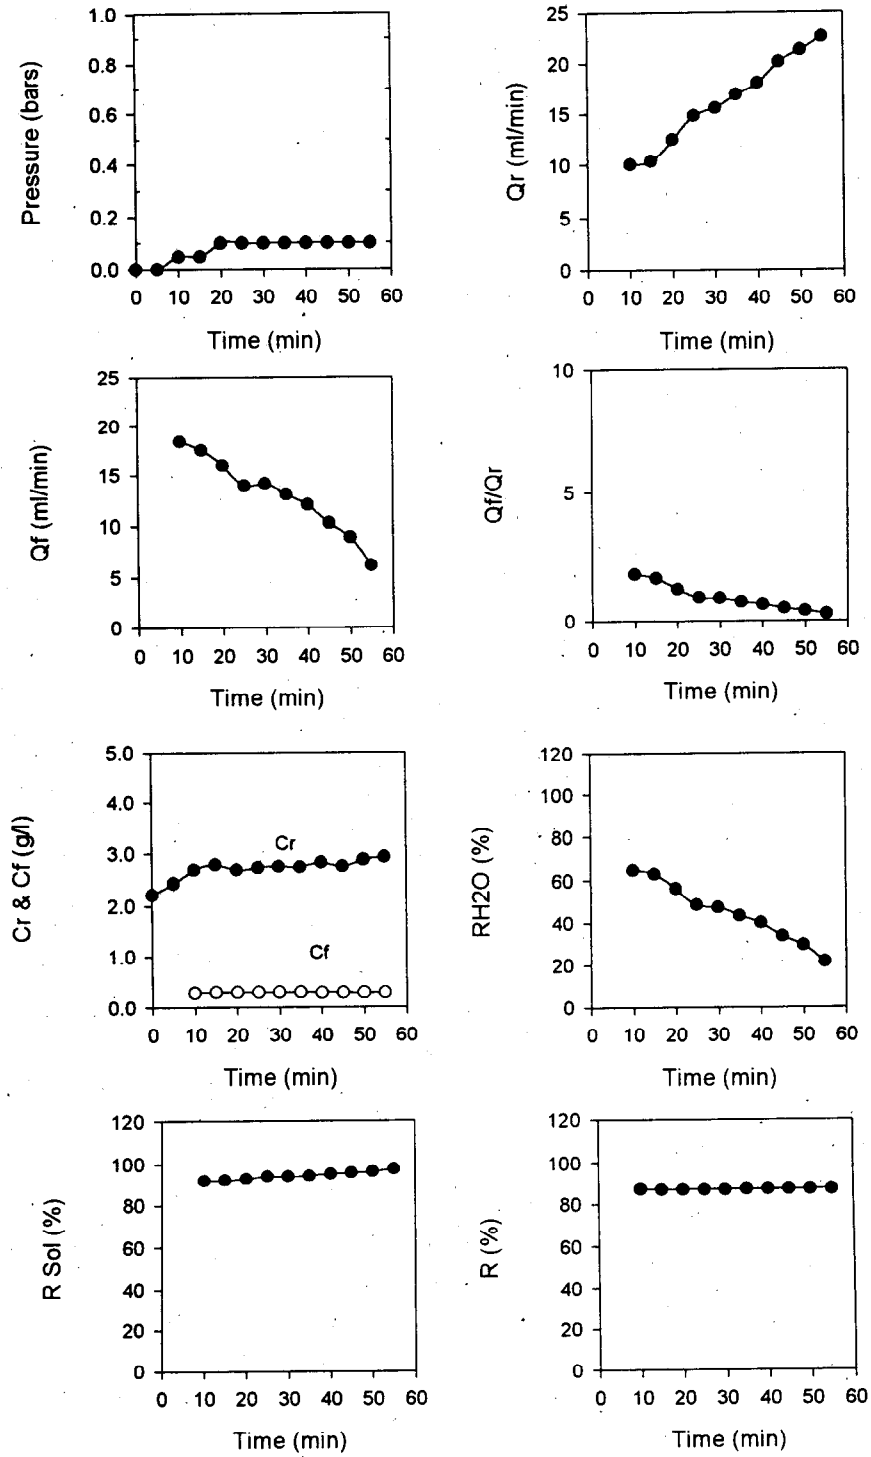 Pressure (bars)
1.0
0.8
0.6
0.4
0.2
0.0
0 10 20 30 40 50 60
Time (min)
Qr (ml/min)
25
20
15
10
5
0
0 10 20 30 40 50 60
Time (min)
Qf (ml/min)
25
20
15
10
5
0
0 10 20 30 40 50 60
Time (min)
Qf/Qr
10
5
0
0 10 20 30 40 50 60
Time (min)
Cr & Cf (g/l)
5.0
4.0
3.0
2.0
1.0
0.0
Cr
Cf
0 10 20 30 40 50 60
Time (min)
RH2O (%)
120
100
80
60
40
20
0
0 10 20 30 40 50 60
Time (min)
R Sol (%)
120
100
80
60
40
20
0
0 10 20 30 40 50 60
Time (min)
R (%)
120
100
80
60
40
20
0
0 10 20 30 40 50 60
Time (min)